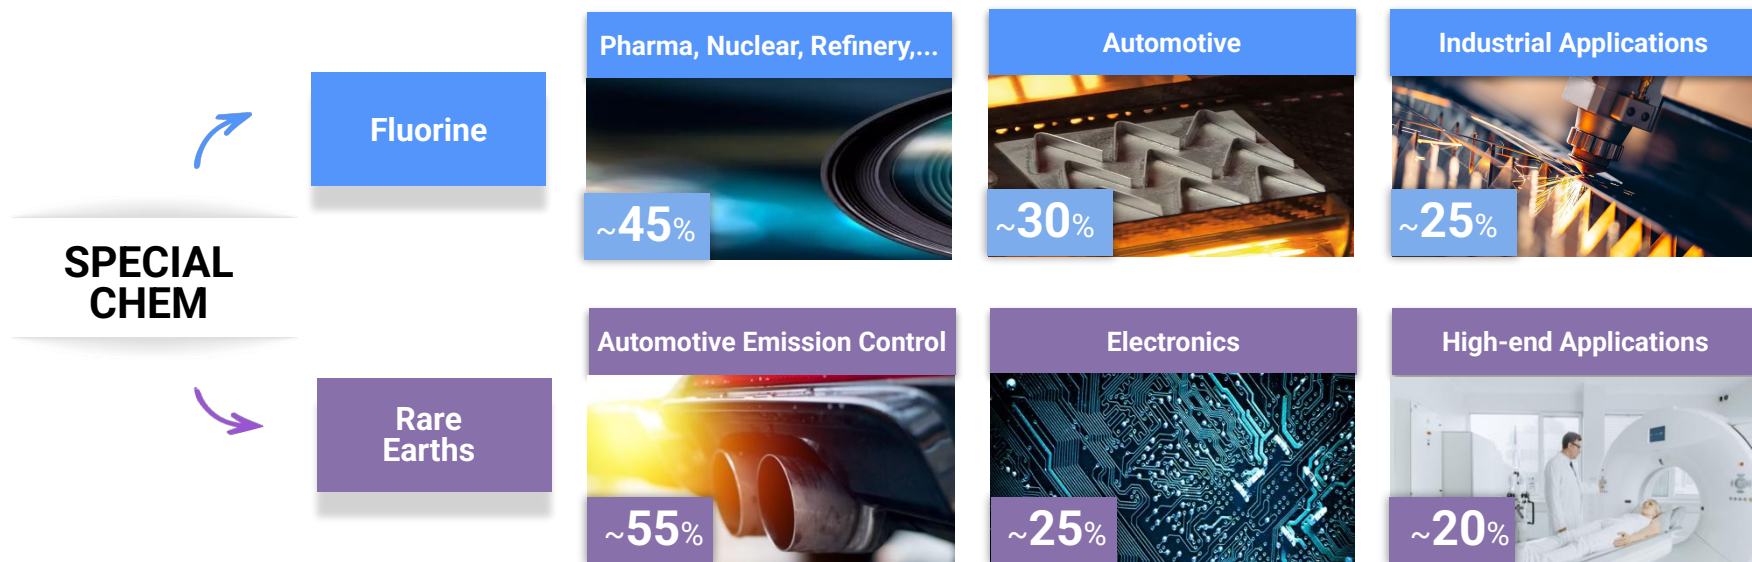 SPECIAL
CHEM
Fluorine
Pharma, Nuclear, Refinery,...
~45%
Automotive
~30%
Industrial Applications
~25%
Rare
Earths
Automotive Emission Control
~55%
Electronics
~25%
High-end Applications
~20%